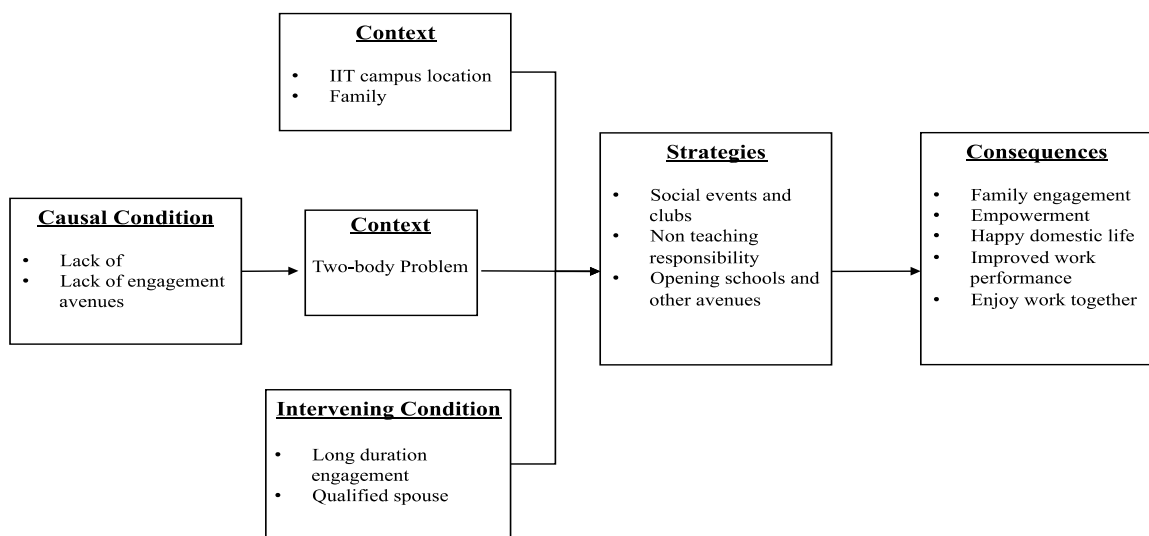 Context
• IIT campus location
• Family
Causal Condition
• Lack of
• Lack of engagement
avenues
Context
Two-body Problem
Intervening Condition
• Long duration
engagement
• Qualified spouse
Strategies
• Social events and
clubs
• Non teaching
responsibility
• Opening schools and
other avenues
Consequences
• Family engagement
• Empowerment
• Happy domestic life
• Improved work
performance
• Enjoy work together